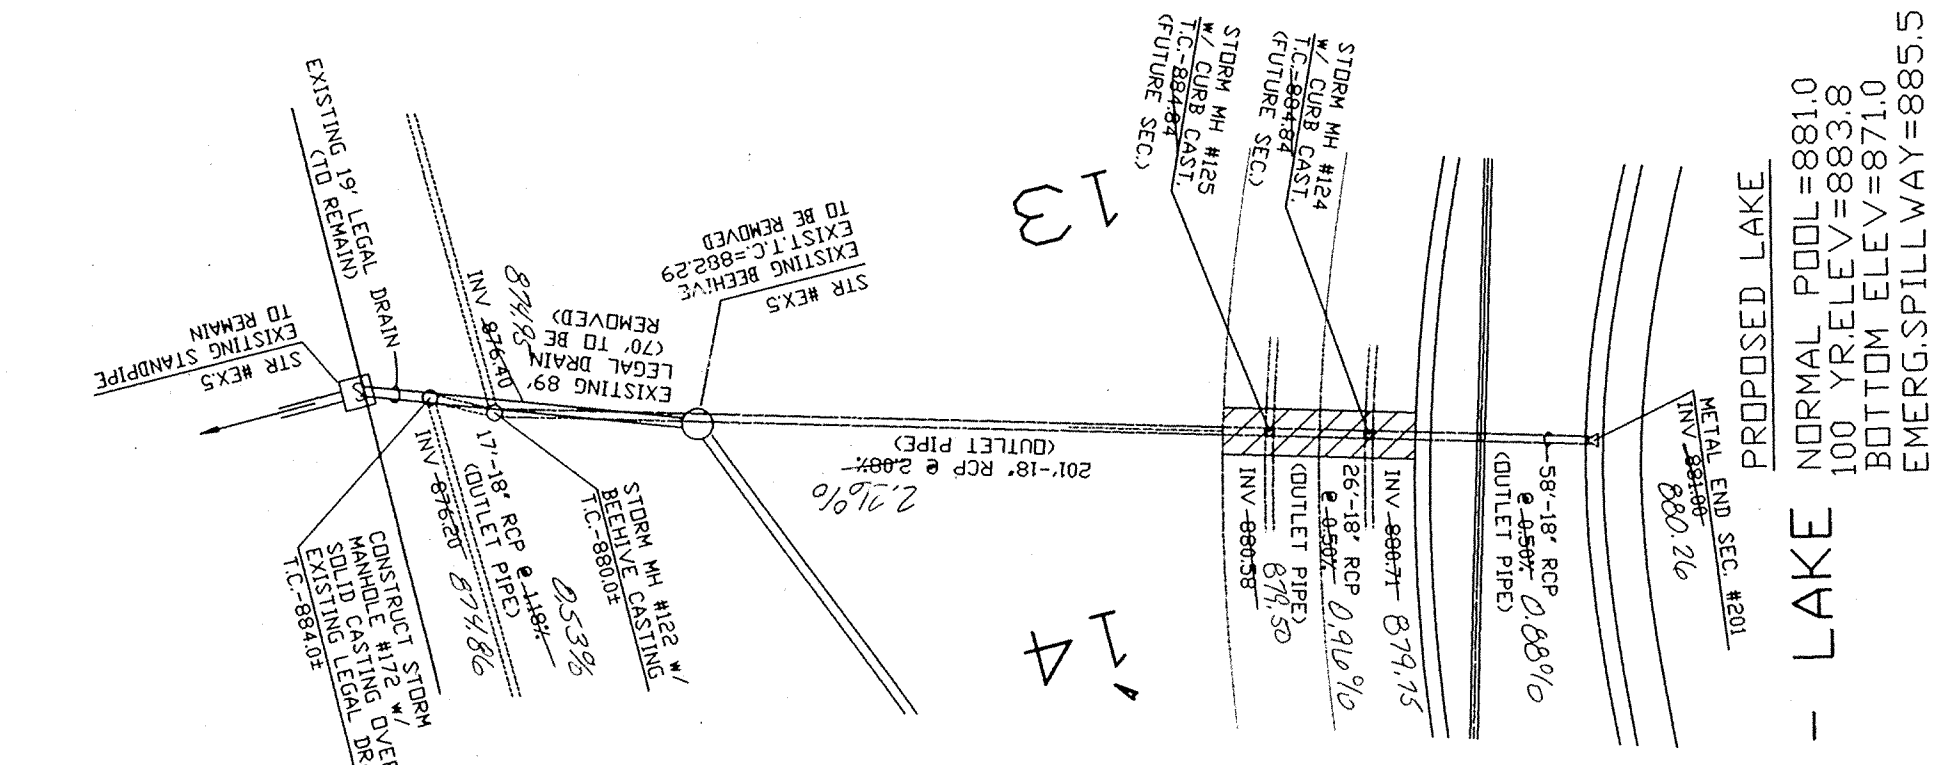 EXISTING 19' LEGAL DRAIN
(TO REMAIN)
STR #EX.5
EXISTING STANDPIPE
TO REMAIN
INV 876.40
874.95
EXISTING 89'
LEGAL DRAIN
(70' TO BE
REMOVED)
STR #EX.5
EXISTING BEEHIVE
EXIST.T.C.=882.29
TO BE REMOVED
13
STORM MH #125
W/ CURB CAST.
T.C.-884.84
(FUTURE SEC.)
STORM MH #124
W/ CURB CAST.
T.C.-884.84
(FUTURE SEC.)
CONSTRUCT STORM
MANHOLE #172 W/
SOLID CASTING OVER
EXISTING LEGAL DR
T.C.-884.0±
INV-876.20 874.86
17'-18" RCP @ 1.18%
(OUTLET PIPE)
0.53%
STORM MH #122 W/
BEEHIVE CASTING
T.C.-880.0±
201'-18" RCP @ 2.08%
(OUTLET PIPE)
2.26%
14
INV-880.58
879.50
26'-18" RCP
@ 0.50% 0.96%
(OUTLET PIPE)
INV-880.71 879.75
58'-18" RCP
@ 0.50% 0.88%
(OUTLET PIPE)
METAL END SEC. #201
INV-881.00
880.26
PROPOSED LAKE
NORMAL POOL=881.0
100 YR.ELEV=883.8
BOTTOM ELEV=871.0
EMERG.SPILLWAY=885.5
- LAKE